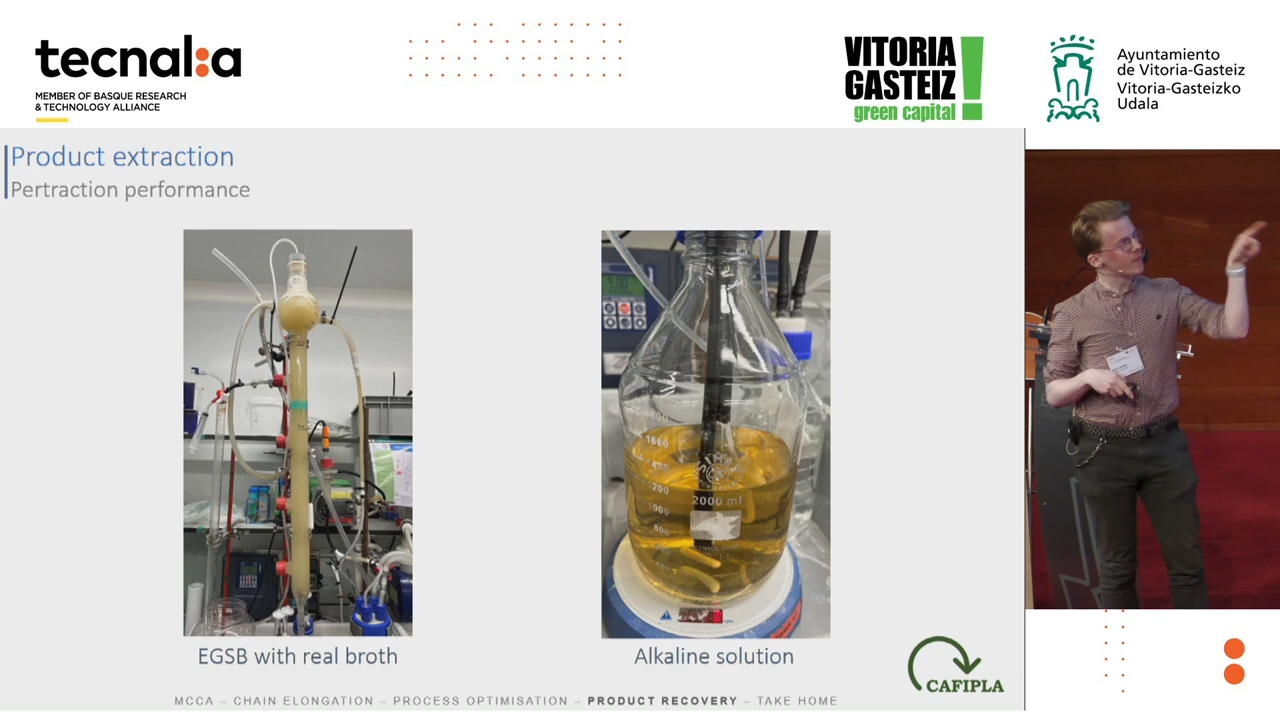 tecnal:a
MEMBER OF BASQUE RESEARCH
& TECHNOLOGY ALLIANCE
VITORIA
GASTEIZ
green capital
Ayuntamiento
de Vitoria-Gasteiz
Vitoria-Gasteizko
Udala
Product extraction
Pertraction performance
2000 ml
EGSB with real broth
Alkaline solution
CAFIPLA
MCCA – CHAIN ELONGATION – PROCESS OPTIMISATION – PRODUCT RECOVERY – TAKE HOME